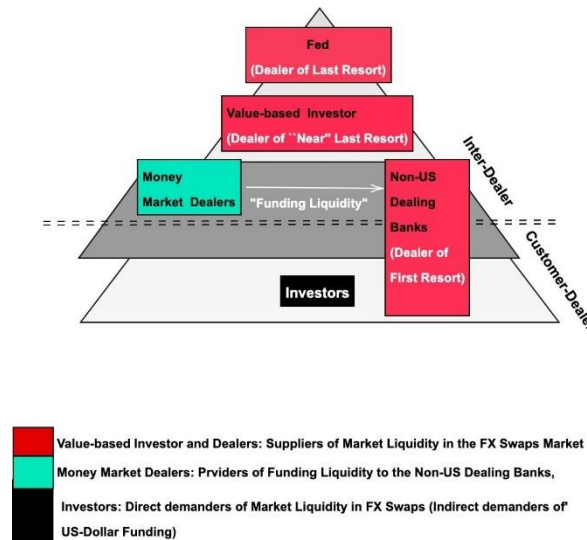 Fed
(Dealer of Last Resort)
Value-based Investor
(Dealer of ``Near" Last Resort)
Money
Market Dealers
"Funding Liquidity"
Non-US
Dealing
Banks
(Dealer of
First Resort)
Inter-Dealer
Customer-Dealer
Investors
Value-based Investor and Dealers: Suppliers of Market Liquidity in the FX Swaps Market
Money Market Dealers: Prviders of Funding Liquidity to the Non-US Dealing Banks,
Investors: Direct demanders of Market Liquidity in FX Swaps (Indirect demanders of'
US-Dollar Funding)